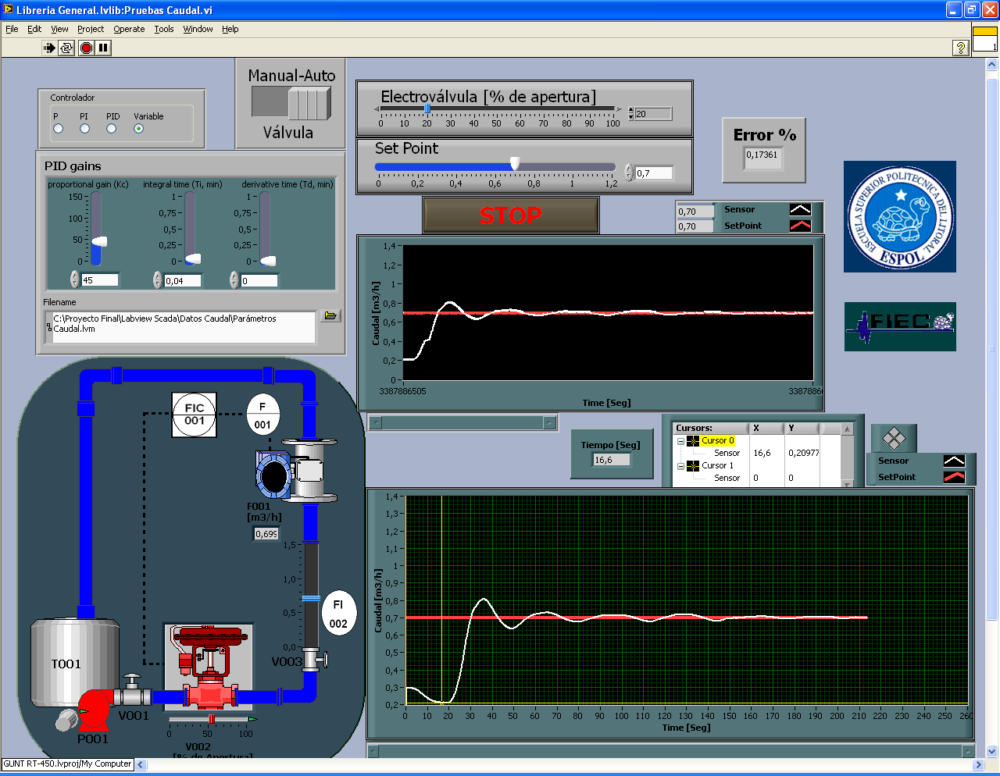 Libreria General.lvlib:Pruebas Caudal.vi
File Edit View Project Operate Tools Window Help
1
Controlador
P PI PID Variable
Manual-Auto
Válvula
Electroválvula [% de apertura]
0 10 20 30 40 50 60 70 80 90 100
20
Set Point
0 0,2 0,4 0,6 0,8 1 1,2
0,7
Error %
0,17361
PID gains
proportional gain (Kc) integral time (Ti, min) derivative time (Td, min)
150 1 1
100 0,75 0,75
0,5 0,5
50 0,25 0,25
0 0 0
45 0,04 0
Filename
C:\Proyecto Final\Labview Scada\Datos Caudal\Parámetros
Caudal.lvm
STOP
0,70 Sensor
0,70 SetPoint
ESCUELA SUPERIOR POLITECNICA DEL LITORAL
ESPOL
FIEC
1,4
1,2
1
0,8
0,6
0,4
0,2
0
Caudal [m3/h]
3387886505 3387886
Time [Seg]
FIC
001
F
001
F001
[m3/h]
0,699
1,5
1,0
0,5
0,0
FI
002
V003
T001
V001
P001
0 50 100
V002
[% de Apertura]
Tiempo [Seg]
16,6
Cursors: X Y
Cursor 0
Sensor 16,6 0,20977
Cursor 1
Sensor 0 0
Sensor
SetPoint
1,4
1,3
1,2
1,1
1
0,9
0,8
0,7
0,6
0,5
0,4
0,3
0,2
Caudal [m3/h]
0 10 20 30 40 50 60 70 80 90 100 110 120 130 140 150 160 170 180 190 200 210 220 230 240 250 260
Time [Seg]
GUNT RT-450.lvproj/My Computer